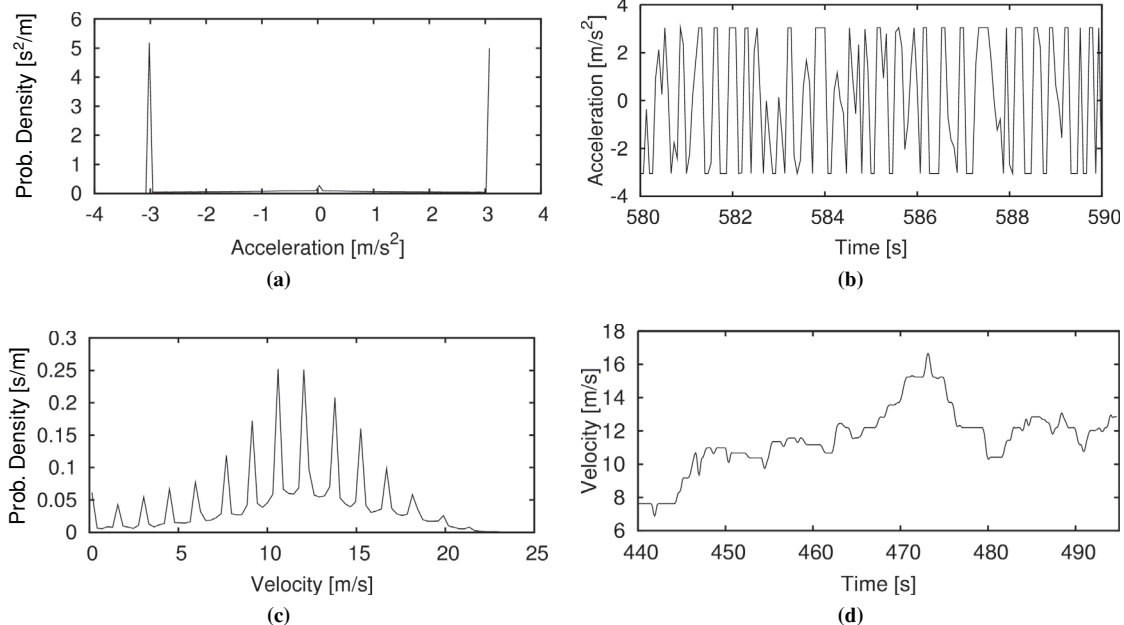 Prob. Density [s²/m]
6
5
4
3
2
1
0
-4 -3 -2 -1 0 1 2 3 4
Acceleration [m/s²]
(a)
Acceleration [m/s²]
4
2
0
-2
-4
580 582 584 586 588 590
Time [s]
(b)
Prob. Density [s/m]
0.3
0.25
0.2
0.15
0.1
0.05
0
0 5 10 15 20 25
Velocity [m/s]
(c)
Velocity [m/s]
18
16
14
12
10
8
6
440 450 460 470 480 490
Time [s]
(d)